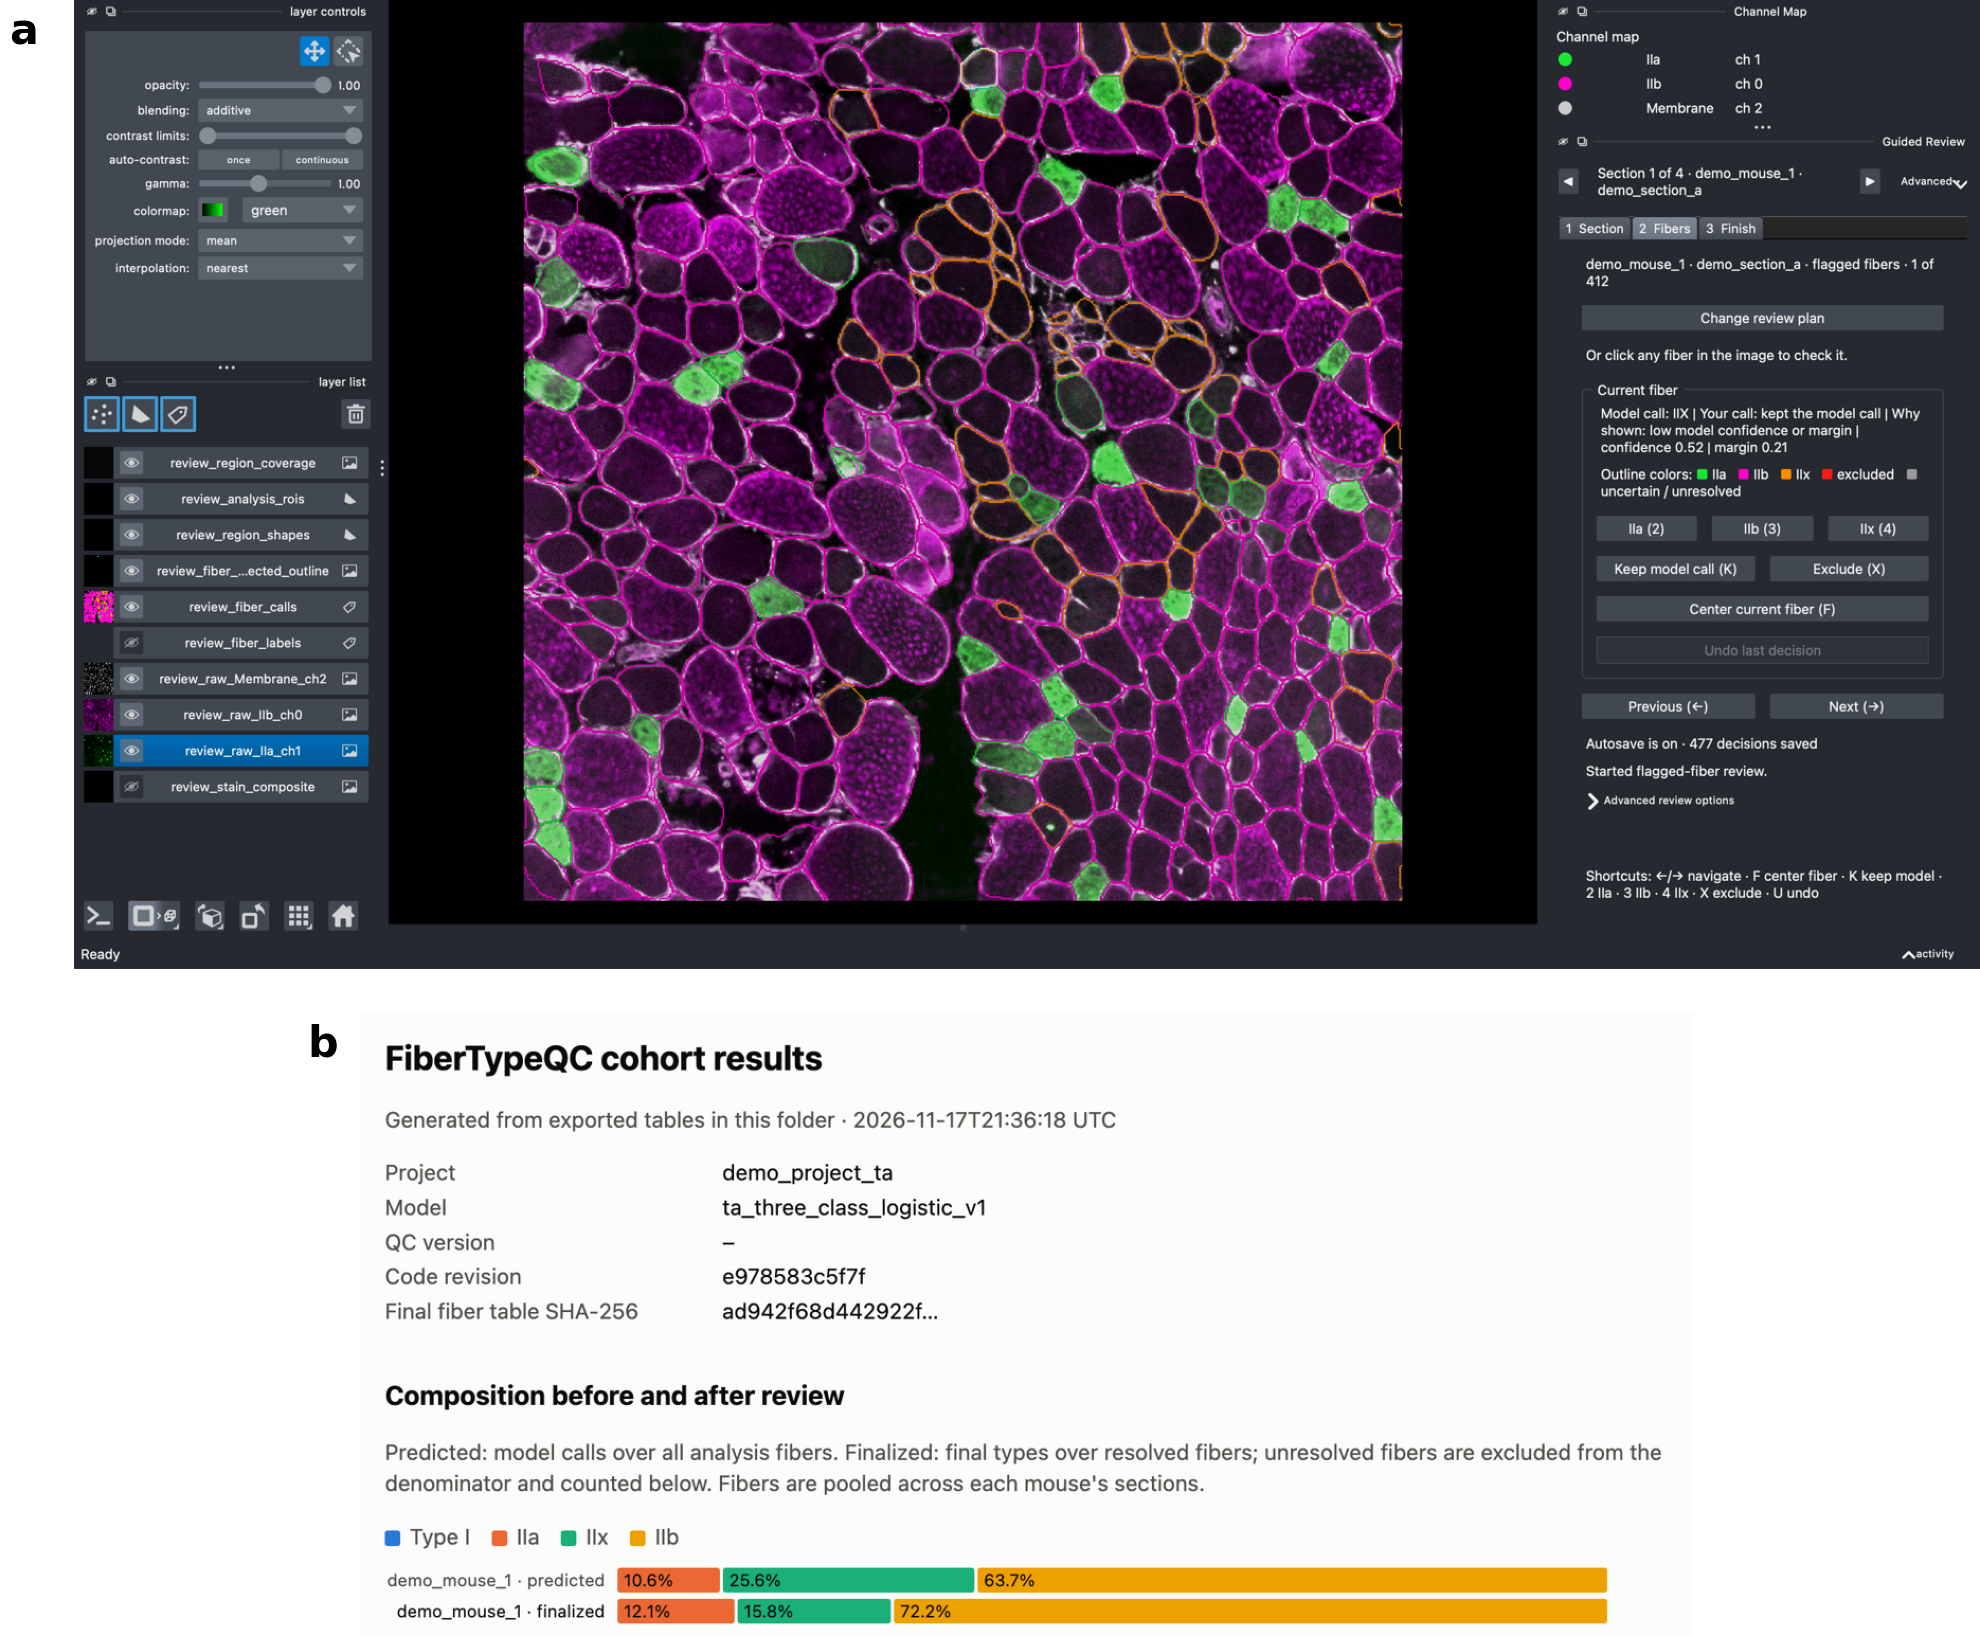 a
layer controls
opacity: 1.00
blending: additive
contrast limits:
auto-contrast: once continuous
gamma: 1.00
colormap: green
projection mode: mean
interpolation: nearest
layer list
review_region_coverage
review_analysis_rois
review_region_shapes
review_fiber_...ected_outline
review_fiber_calls
review_fiber_labels
review_raw_Membrane_ch2
review_raw_IIb_ch0
review_raw_IIa_ch1
review_stain_composite
Ready
Channel Map
Channel map
IIa ch 1
IIb ch 0
Membrane ch 2
Guided Review
Section 1 of 4 · demo_mouse_1 ·
demo_section_a
Advanced
1 Section 2 Fibers 3 Finish
demo_mouse_1 · demo_section_a · flagged fibers · 1 of
412
Change review plan
Or click any fiber in the image to check it.
Current fiber
Model call: IIX | Your call: kept the model call | Why
shown: low model confidence or margin |
confidence 0.52 | margin 0.21
Outline colors: IIa IIb IIx excluded
uncertain / unresolved
IIa (2) IIb (3) IIx (4)
Keep model call (K) Exclude (X)
Center current fiber (F)
Undo last decision
Previous (←) Next (→)
Autosave is on · 477 decisions saved
Started flagged-fiber review.
Advanced review options
Shortcuts: ←/→ navigate · F center fiber · K keep model ·
2 IIa · 3 IIb · 4 IIx · X exclude · U undo
activity
b
FiberTypeQC cohort results
Generated from exported tables in this folder · 2026-11-17T21:36:18 UTC
Project demo_project_ta
Model ta_three_class_logistic_v1
QC version –
Code revision e978583c5f7f
Final fiber table SHA-256 ad942f68d442922f...
Composition before and after review
Predicted: model calls over all analysis fibers. Finalized: final types over resolved fibers; unresolved fibers are excluded from the
denominator and counted below. Fibers are pooled across each mouse's sections.
Type I IIa IIx IIb
demo_mouse_1 · predicted 10.6% 25.6% 63.7%
demo_mouse_1 · finalized 12.1% 15.8% 72.2%